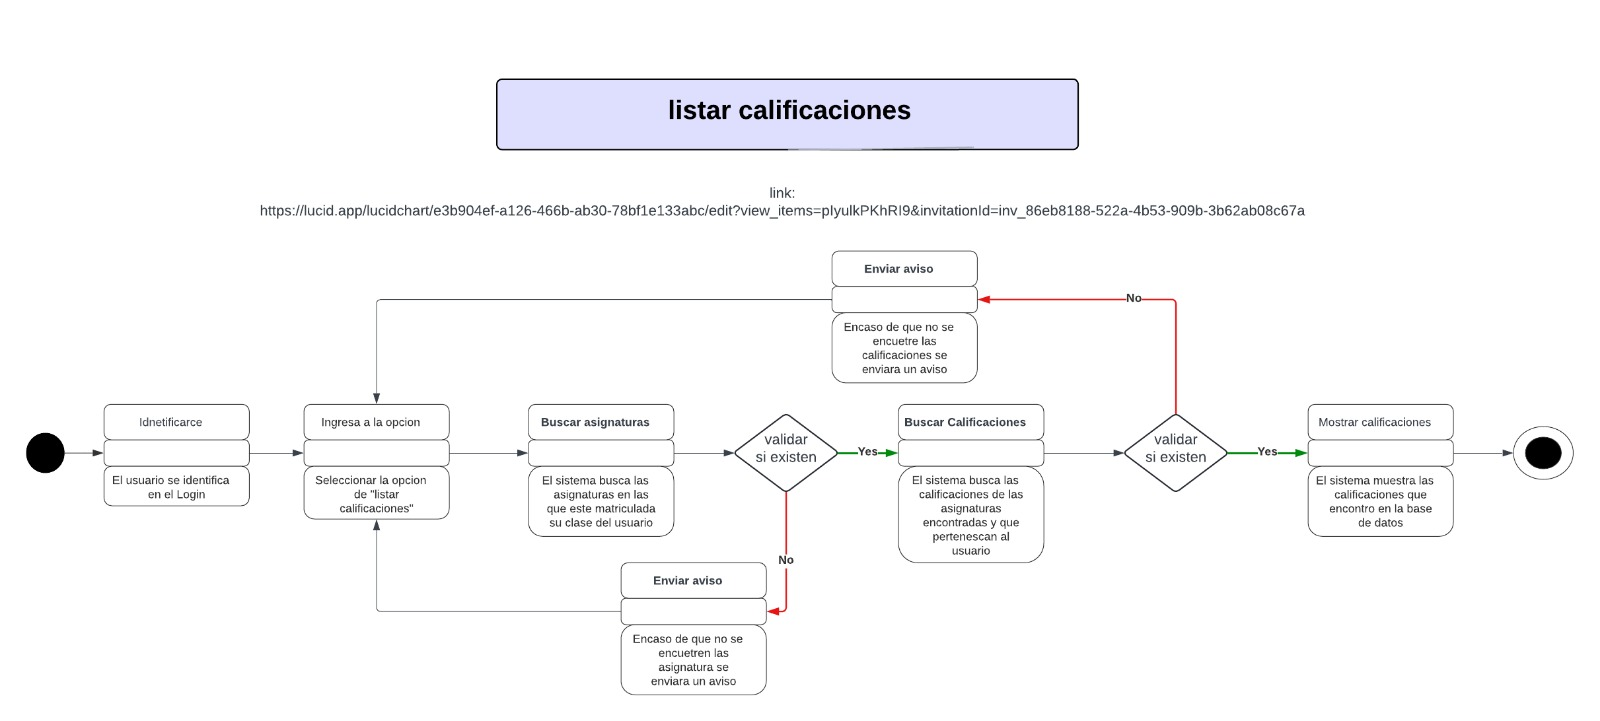 listar calificaciones
link:
https://lucid.app/lucidchart/e3b904ef-a126-466b-ab30-78bf1e133abc/edit?view_items=pIyulkPKhRI9&invitationId=inv_86eb8188-522a-4b53-909b-3b62ab08c67a
Enviar aviso
No
Encaso de que no se
encuetre las
calificaciones se
enviara un aviso
Idnetificarce
El usuario se identifica
en el Login
Ingresa a la opcion
Seleccionar la opcion
de "listar
calificaciones"
Buscar asignaturas
El sistema busca las
asignaturas en las
que este matriculada
su clase del usuario
validar
si existen
Yes
Buscar Calificaciones
El sistema busca las
calificaciones de las
asignaturas
encontradas y que
pertenescan al
usuario
validar
si existen
Yes
Mostrar calificaciones
El sistema muestra las
calificaciones que
encontro en la base
de datos
No
Enviar aviso
Encaso de que no se
encuetren las
asignatura se
enviara un aviso